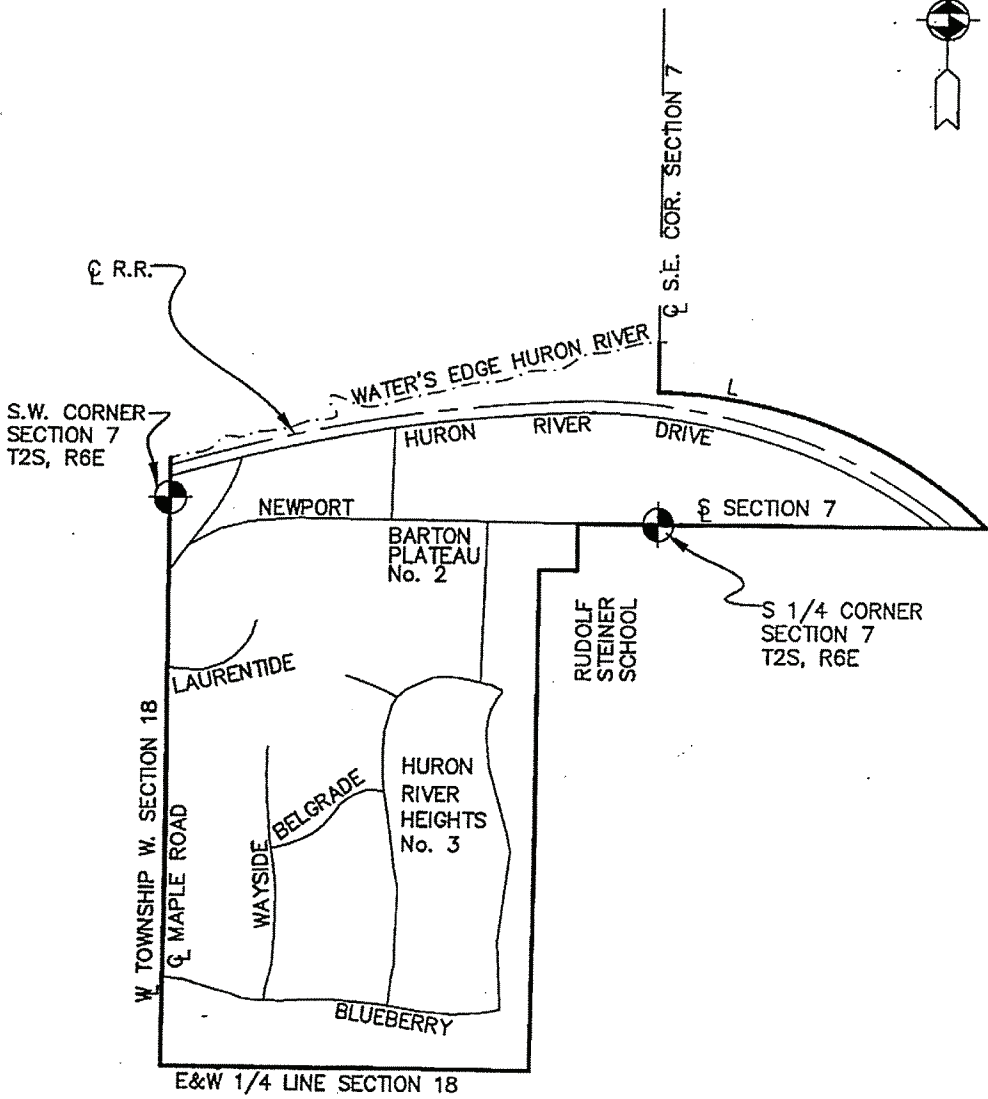 ℄ S.E. COR. SECTION 7
℄ R.R.
WATER'S EDGE HURON RIVER
L
S.W. CORNER
SECTION 7
T2S, R6E
HURON RIVER DRIVE
NEWPORT
S̲L SECTION 7
BARTON
PLATEAU
No. 2
RUDOLF
STEINER
SCHOOL
S 1/4 CORNER
SECTION 7
T2S, R6E
LAURENTIDE
W̲L TOWNSHIP W. SECTION 18
℄ MAPLE ROAD
HURON
RIVER
HEIGHTS
No. 3
BELGRADE
WAYSIDE
BLUEBERRY
E&W 1/4 LINE SECTION 18